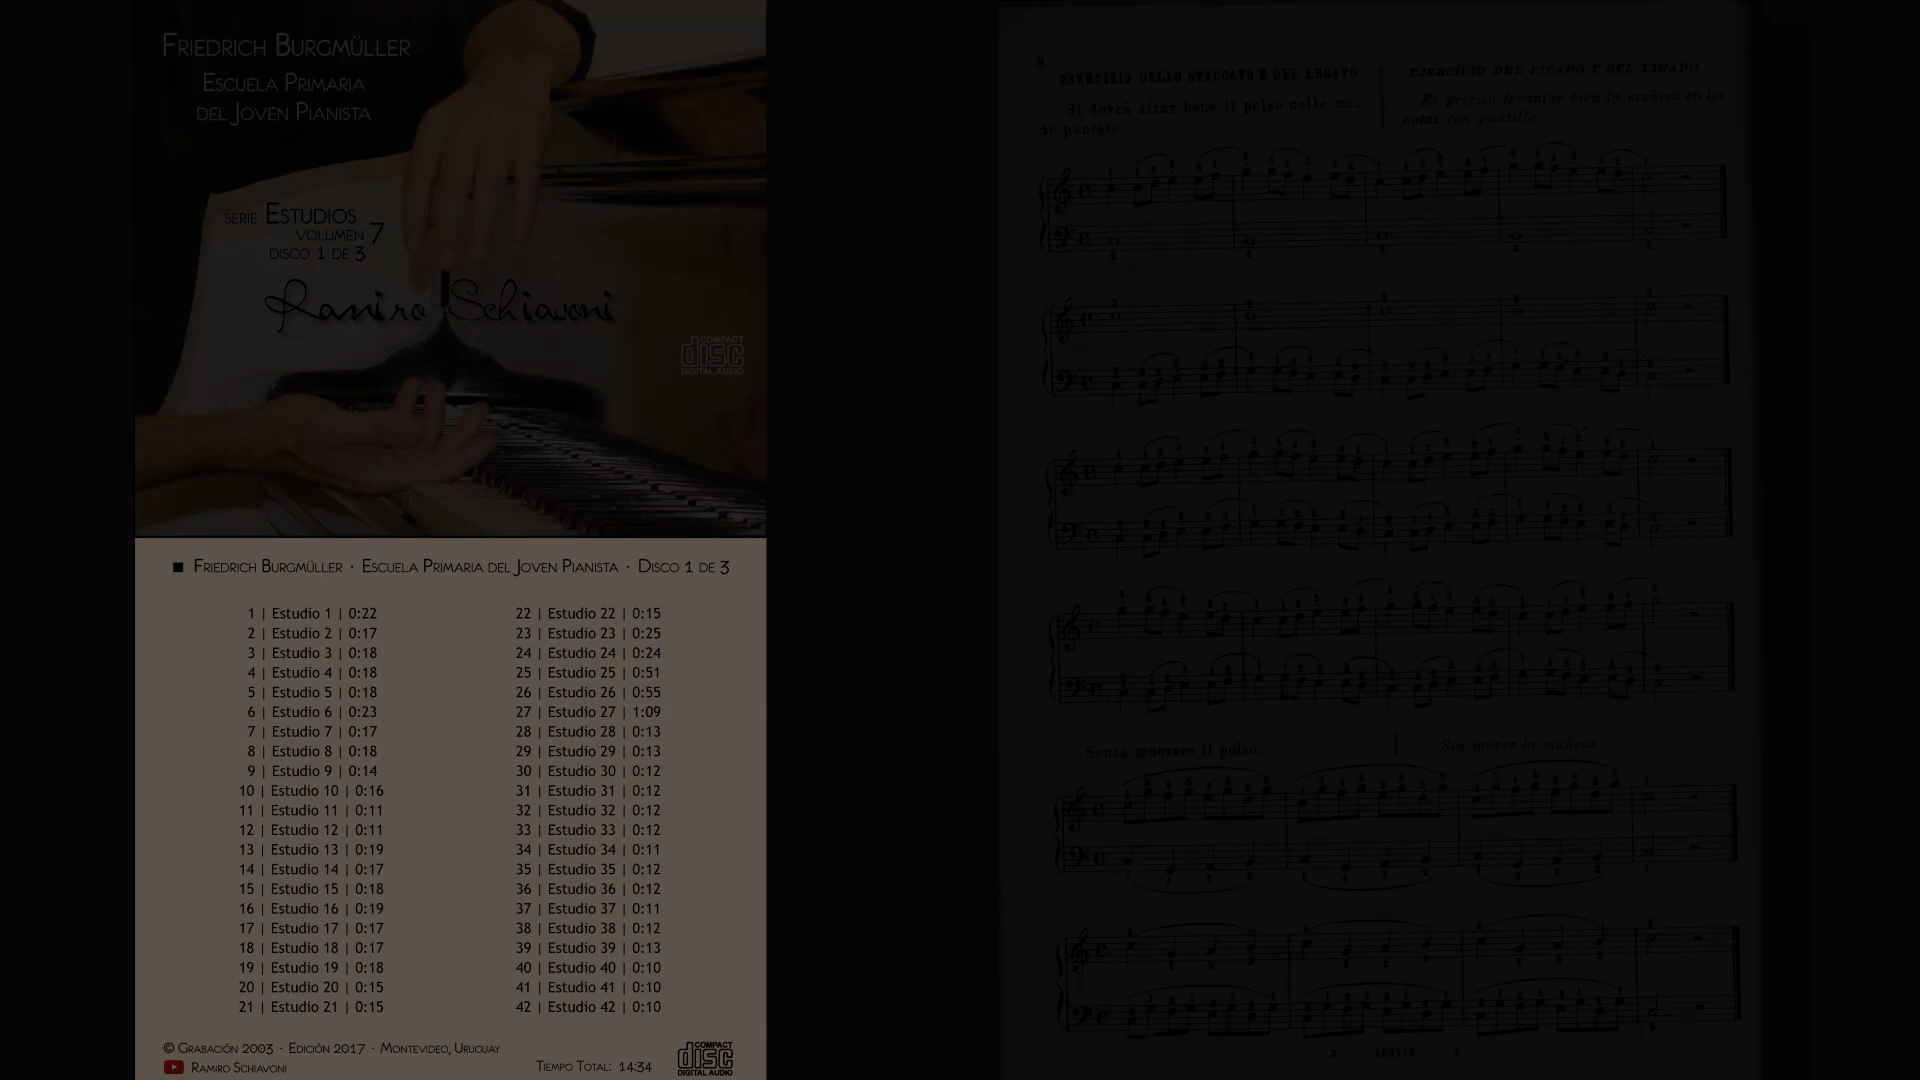 FRIEDRICH BURGMÜLLER
ESCUELA PRIMARIA
DEL JOVEN PIANISTA
SERIE ESTUDIOS
VOLUMEN 7
DISCO 1 DE 3
Ramiro Schiavoni
COMPACT
disc
DIGITAL AUDIO
■ FRIEDRICH BURGMÜLLER · ESCUELA PRIMARIA DEL JOVEN PIANISTA · DISCO 1 DE 3
1 | Estudio 1 | 0:22
2 | Estudio 2 | 0:17
3 | Estudio 3 | 0:18
4 | Estudio 4 | 0:18
5 | Estudio 5 | 0:18
6 | Estudio 6 | 0:23
7 | Estudio 7 | 0:17
8 | Estudio 8 | 0:18
9 | Estudio 9 | 0:14
10 | Estudio 10 | 0:16
11 | Estudio 11 | 0:11
12 | Estudio 12 | 0:11
13 | Estudio 13 | 0:19
14 | Estudio 14 | 0:17
15 | Estudio 15 | 0:18
16 | Estudio 16 | 0:19
17 | Estudio 17 | 0:17
18 | Estudio 18 | 0:17
19 | Estudio 19 | 0:18
20 | Estudio 20 | 0:15
21 | Estudio 21 | 0:15
22 | Estudio 22 | 0:15
23 | Estudio 23 | 0:25
24 | Estudio 24 | 0:24
25 | Estudio 25 | 0:51
26 | Estudio 26 | 0:55
27 | Estudio 27 | 1:09
28 | Estudio 28 | 0:13
29 | Estudio 29 | 0:13
30 | Estudio 30 | 0:12
31 | Estudio 31 | 0:12
32 | Estudio 32 | 0:12
33 | Estudio 33 | 0:12
34 | Estudio 34 | 0:11
35 | Estudio 35 | 0:12
36 | Estudio 36 | 0:12
37 | Estudio 37 | 0:11
38 | Estudio 38 | 0:12
39 | Estudio 39 | 0:13
40 | Estudio 40 | 0:10
41 | Estudio 41 | 0:10
42 | Estudio 42 | 0:10
© GRABACIÓN 2003 · EDICIÓN 2017 · MONTEVIDEO, URUGUAY
RAMIRO SCHIAVONI
TIEMPO TOTAL: 14:34
COMPACT
disc
DIGITAL AUDIO
8
ESERCIZIO DELLO STACCATO E DEL LEGATO
Si dovrà alzar bene il polso nelle no-
te puntate
EJERCICIO DEL PICADO Y DEL LIGADO
Es preciso lebantar bien la muñeca en las
notas con puntillo
Senza muovere il polso.
Sin mover la muñeca